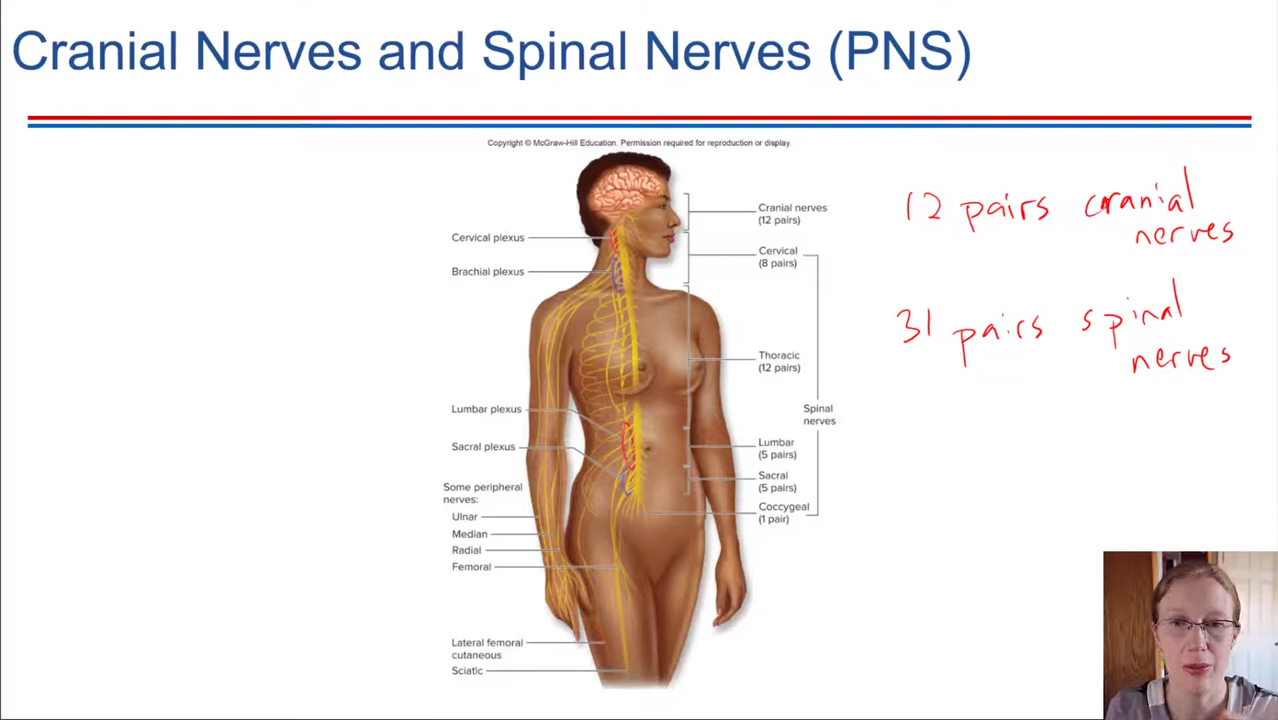 Cranial Nerves and Spinal Nerves (PNS)
Copyright © McGraw-Hill Education. Permission required for reproduction or display.
Cervical plexus
Brachial plexus
Lumbar plexus
Sacral plexus
Some peripheral
nerves:
Ulnar
Median
Radial
Femoral
Lateral femoral
cutaneous
Sciatic
Cranial nerves
(12 pairs)
Cervical
(8 pairs)
Thoracic
(12 pairs)
Lumbar
(5 pairs)
Sacral
(5 pairs)
Coccygeal
(1 pair)
Spinal
nerves
12 pairs cranial
nerves
31 pairs spinal
nerves